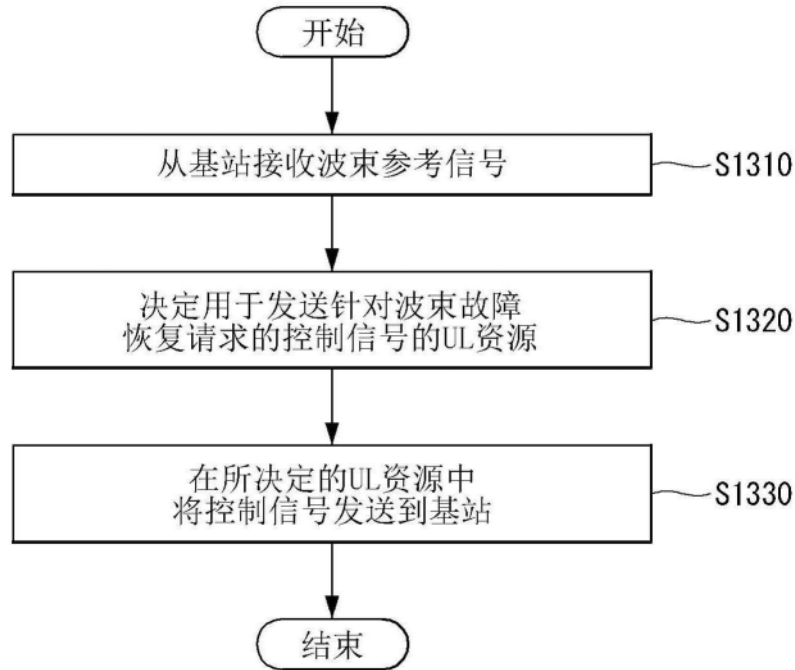 开始
从基站接收波束参考信号
S1310
决定用于发送针对波束故障
恢复请求的控制信号的UL资源
S1320
在所决定的UL资源中
将控制信号发送到基站
S1330
结束